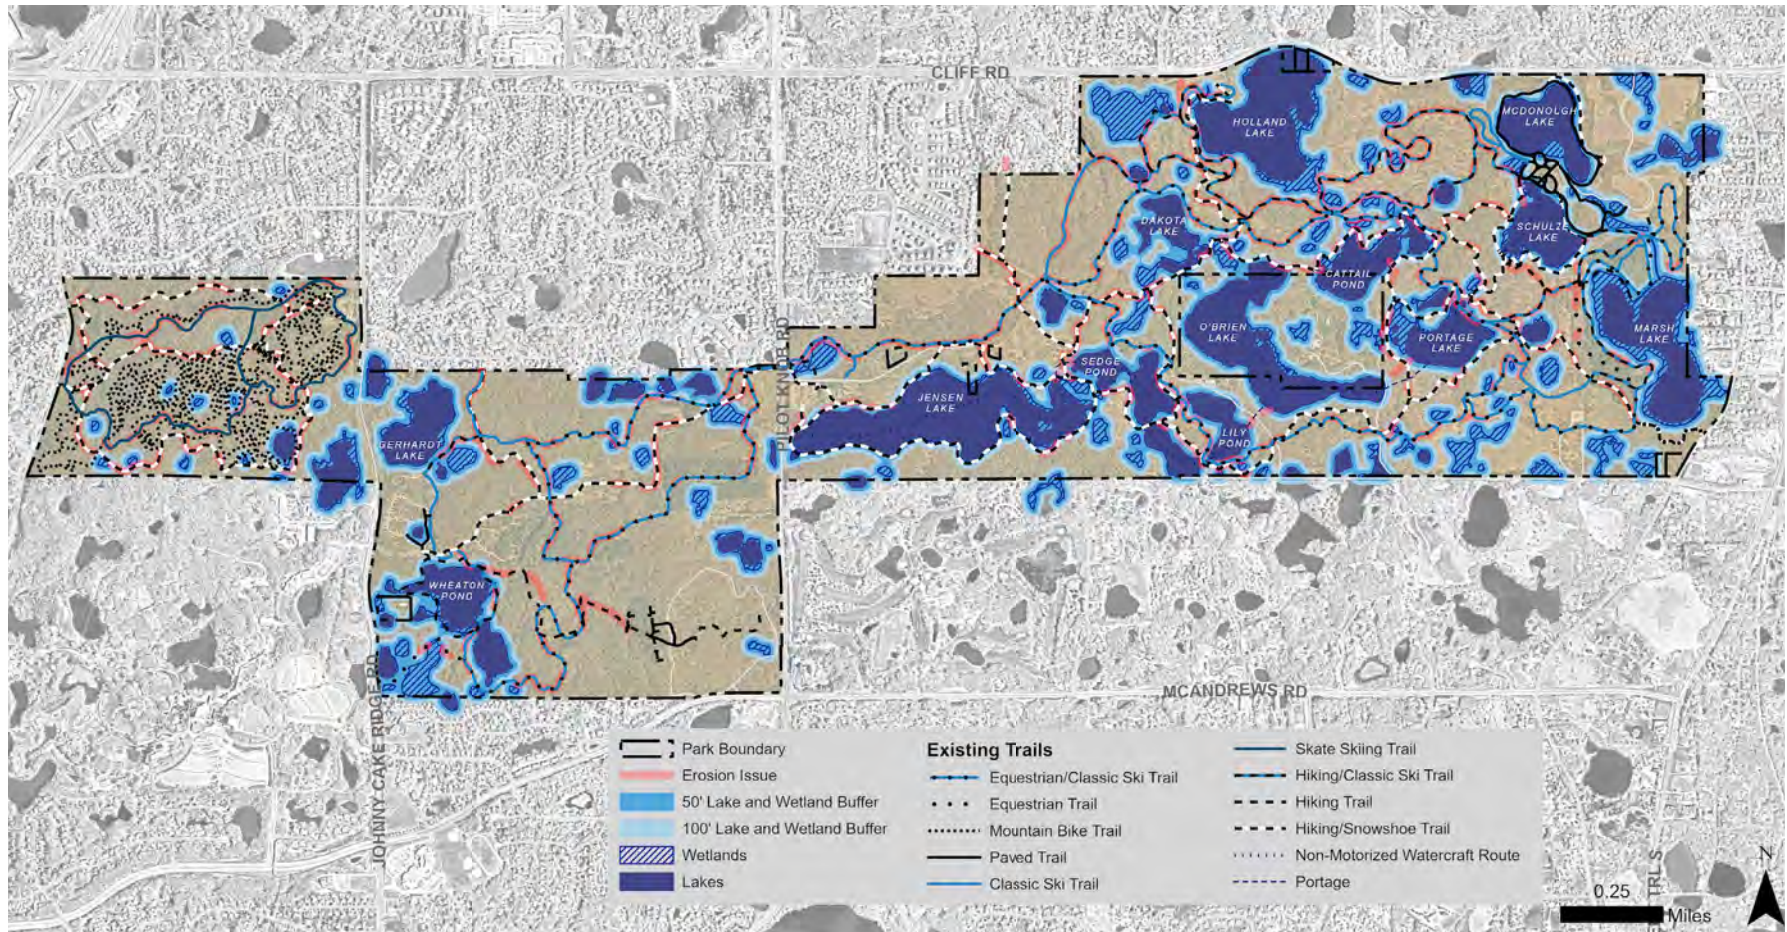 CLIFF RD
MCDONOLGH
LAKE
HOLLAND
LAKE
DAKOTA
LAKE
SCHULZE
LAKE
CATTAIL
POND
O'BRIEN
LAKE
PORTAGE
LAKE
MARSH
LAKE
SEDGE
POND
JENSEN
LAKE
LILY
POND
GERHARDT
LAKE
PILOT KNOB RD
WHEATON
POND
JOHNNY CAKE RIDGE RD
MCANDREWS RD
Park Boundary
Erosion Issue
50' Lake and Wetland Buffer
100' Lake and Wetland Buffer
Wetlands
Lakes
Existing Trails
Equestrian/Classic Ski Trail
Equestrian Trail
Mountain Bike Trail
Paved Trail
Classic Ski Trail
Skate Skiing Trail
Hiking/Classic Ski Trail
Hiking Trail
Hiking/Snowshoe Trail
Non-Motorized Watercraft Route
Portage
TRLS
N
0.25
Miles